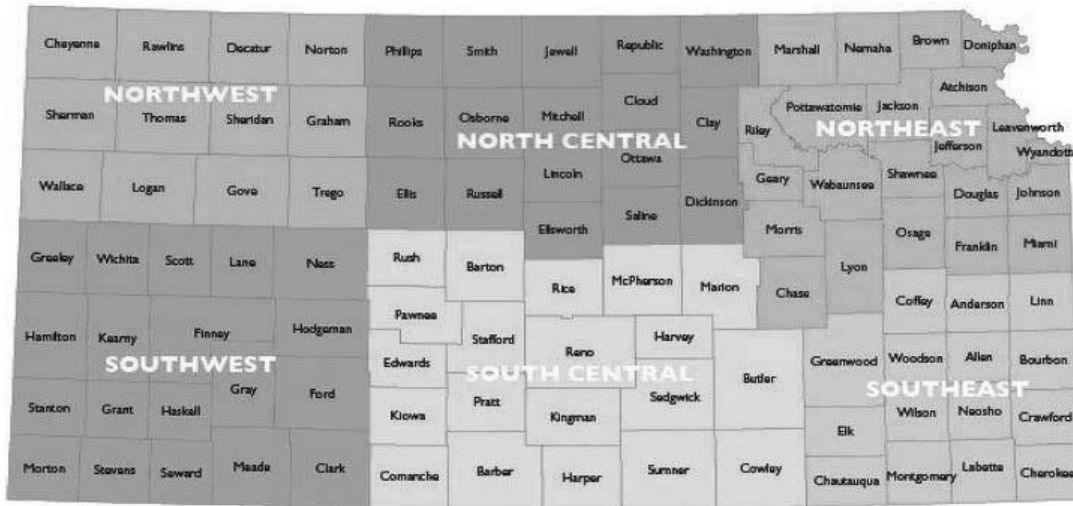 Cheyenne Rawlins Decatur Norton Phillips Smith Jewell Republic Washington Marshall Nemaha Brown Doniphan
Atchison
NORTHWEST
Sherman Thomas Sheridan Graham Rooks Osborne Mitchell Cloud Clay Riley Pottawatomie Jackson Leavenworth
NORTH CENTRAL NORTHEAST
Jefferson Wyandott
Wallace Logan Gove Trego Ellis Russell Lincoln Ottawa Dickinson Geary Wabaunsee Shawnee Douglas Johnson
Saline
Ellsworth Morris Osage Franklin Miami
Greeley Wichita Scott Lane Ness Rush Barton Rice McPherson Marion Chase Lyon
Coffey Anderson Linn
Hamilton Kearny Finney Hodgeman Pawnee Stafford Reno Harvey
SOUTHWEST SOUTH CENTRAL SOUTHEAST
Edwards Butler Greenwood Woodson Allen Bourbon
Gray Ford
Stanton Grant Haskell Kiowa Pratt Kingman Sedgwick Elk Wilson Neosho Crawford
Morton Stevens Seward Meade Clark Comanche Barber Harper Sumner Cowley Chautauqua Montgomery Labette Cherokee